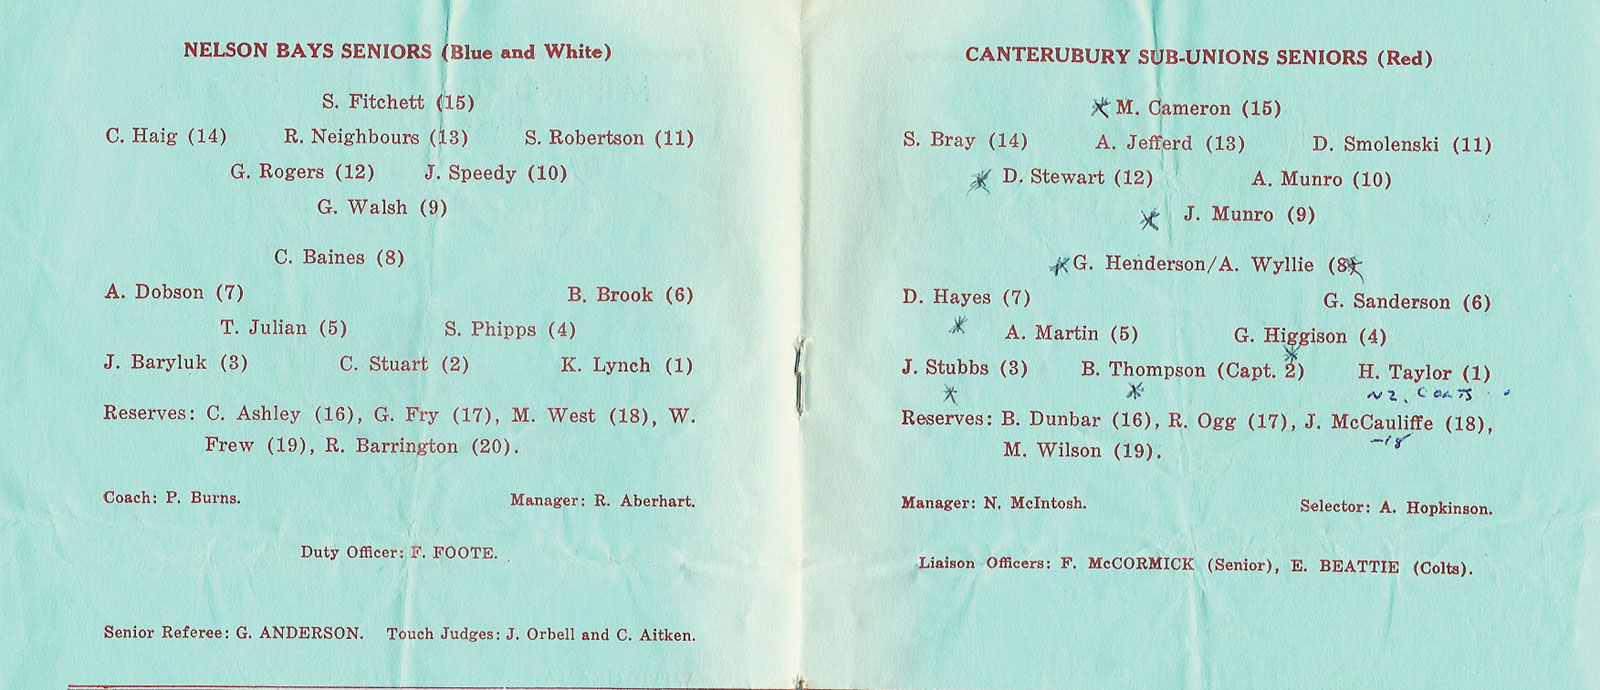 NELSON BAYS SENIORS (Blue and White)
S. Fitchett (15)
C. Haig (14) R. Neighbours (13) S. Robertson (11)
G. Rogers (12) J. Speedy (10)
G. Walsh (9)
C. Baines (8)
A. Dobson (7) B. Brook (6)
T. Julian (5) S. Phipps (4)
J. Baryluk (3) C. Stuart (2) K. Lynch (1)
Reserves: C. Ashley (16), G. Fry (17), M. West (18), W.
Frew (19), R. Barrington (20).
Coach: P. Burns. Manager: R. Aberhart.
Duty Officer: F. FOOTE.
Senior Referee: G. ANDERSON. Touch Judges: J. Orbell and C. Aitken.
CANTERUBURY SUB-UNIONS SENIORS (Red)
M. Cameron (15)
S. Bray (14) A. Jefferd (13) D. Smolenski (11)
D. Stewart (12) A. Munro (10)
J. Munro (9)
G. Henderson/A. Wyllie (8)
D. Hayes (7) G. Sanderson (6)
A. Martin (5) G. Higgison (4)
J. Stubbs (3) B. Thompson (Capt. 2) H. Taylor (1)
NZ. COLTS
Reserves: B. Dunbar (16), R. Ogg (17), J. McCauliffe (18),
-18
M. Wilson (19).
Manager: N. McIntosh. Selector: A. Hopkinson.
Liaison Officers: F. McCORMICK (Senior), E. BEATTIE (Colts).